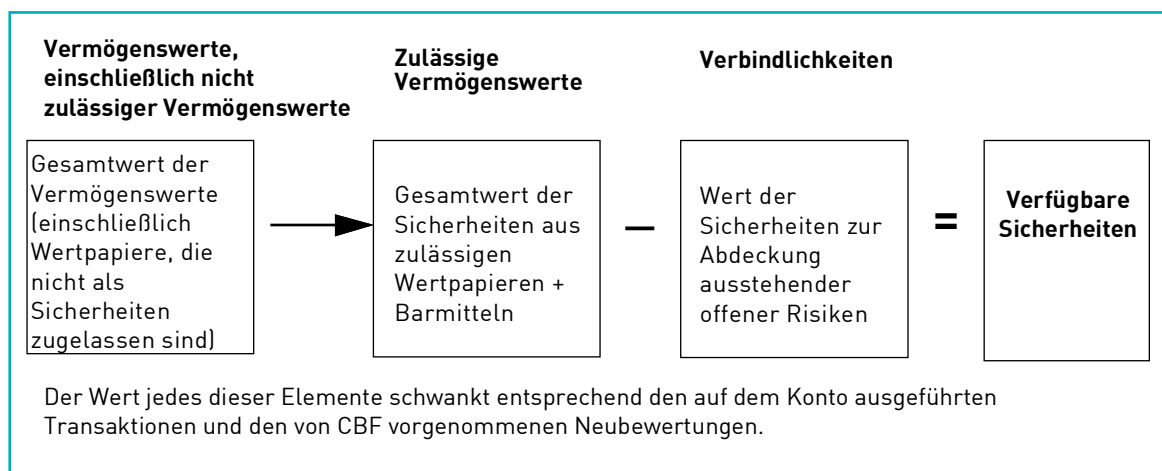 Vermögenswerte,
einschließlich nicht
zulässiger Vermögenswerte
Zulässige
Vermögenswerte
Verbindlichkeiten
Gesamtwert der
Vermögenswerte
(einschließlich
Wertpapiere, die
nicht als
Sicherheiten
zugelassen sind)
Gesamtwert der
Sicherheiten aus
zulässigen
Wertpapieren +
Barmitteln
–
Wert der
Sicherheiten zur
Abdeckung
ausstehender
offener Risiken
=
Verfügbare
Sicherheiten
Der Wert jedes dieser Elemente schwankt entsprechend den auf dem Konto ausgeführten
Transaktionen und den von CBF vorgenommenen Neubewertungen.